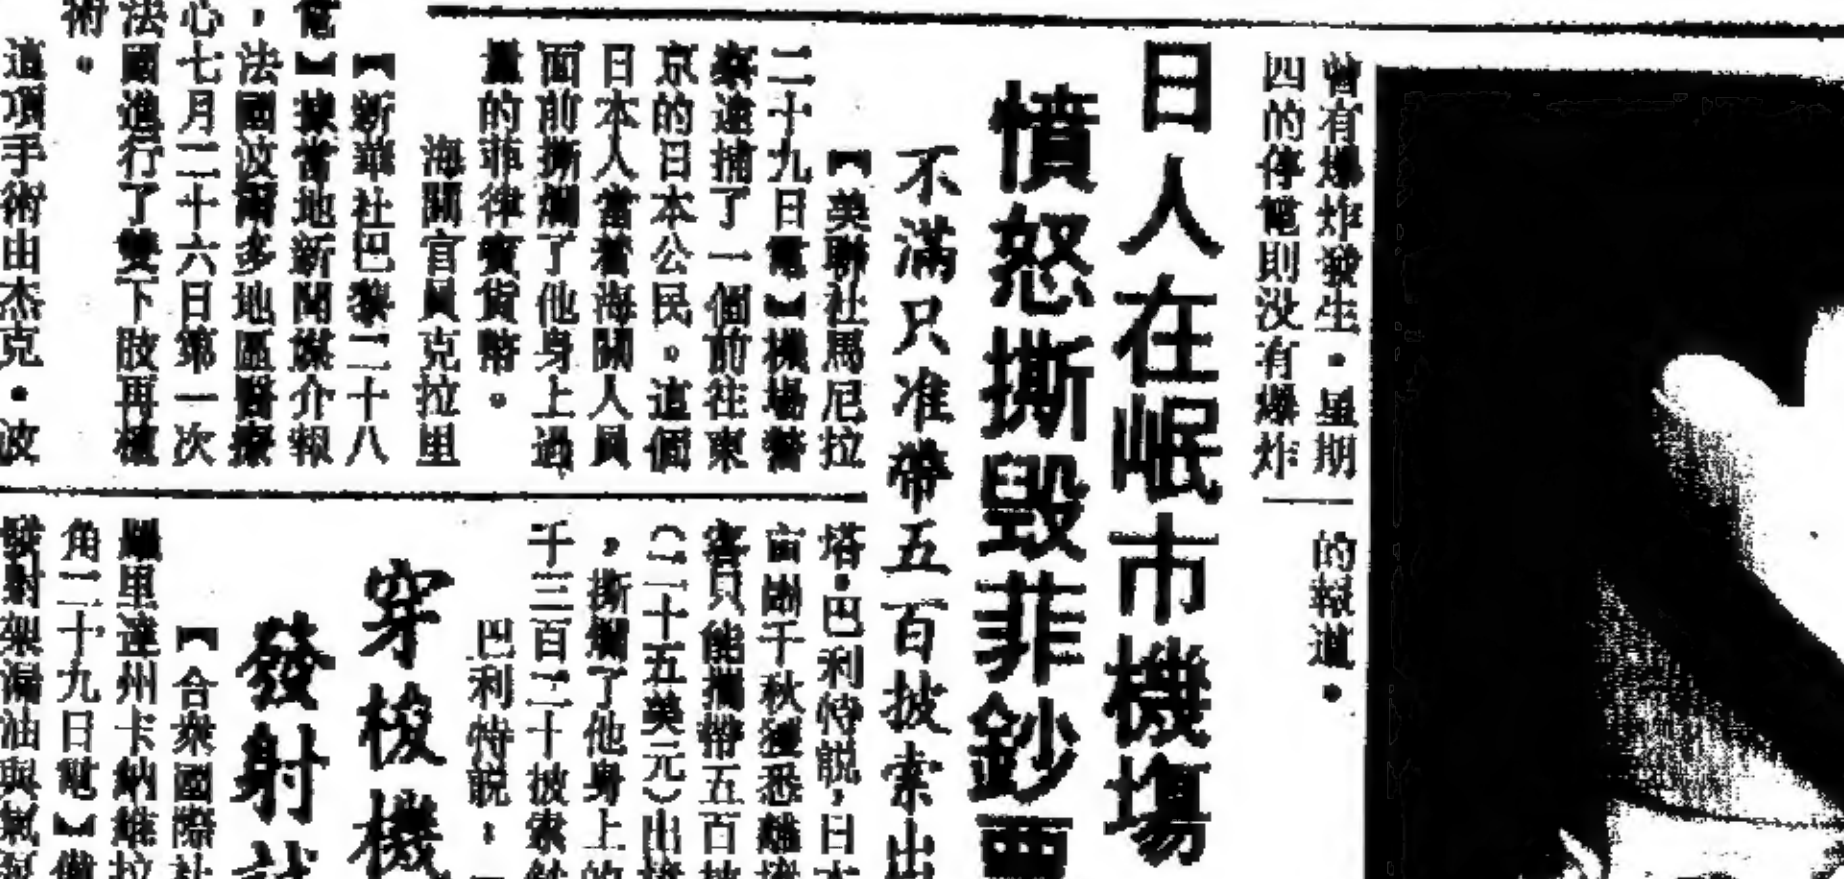 曾有爆炸發生。星期
四的停電則没有爆炸
的報道。
日人在岷市機場
憤怒撕毀菲鈔票
不滿只准帶五百披索出
【美聯社馬尼拉
二十九日電】機場警
察逮捕了一個前往東
京的日本公民。這個
日本人當着海關人員
面前撕爛了他身上過
量的菲律賓貨幣。
海關官員克拉里
塔·巴利特説,日本
宙斯千秋獲悉離境
客只能攜帶五百披
(二十五美元)出境
,撕爛了他身上的
千三百二十披索鈔
巴利特説:
【新華社巴黎二十八
電】據當地新聞媒介報
,法國波爾多地區醫療
心七月二十六日第一次
法國進行了雙下肢再植
術。
這項手術由杰克·波
穿梭機
發射試
【合衆國際社
羅里達州卡納維拉
角二十九日電】備
發射架漏油與氣